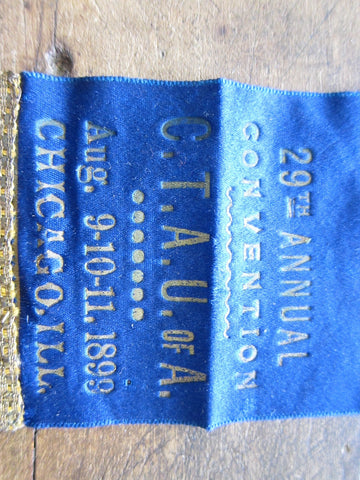 29TH ANNUAL
CONVENTION
C.T.A.U. OF A.
Aug. 9-10-11, 1899
CHICAGO, ILL.